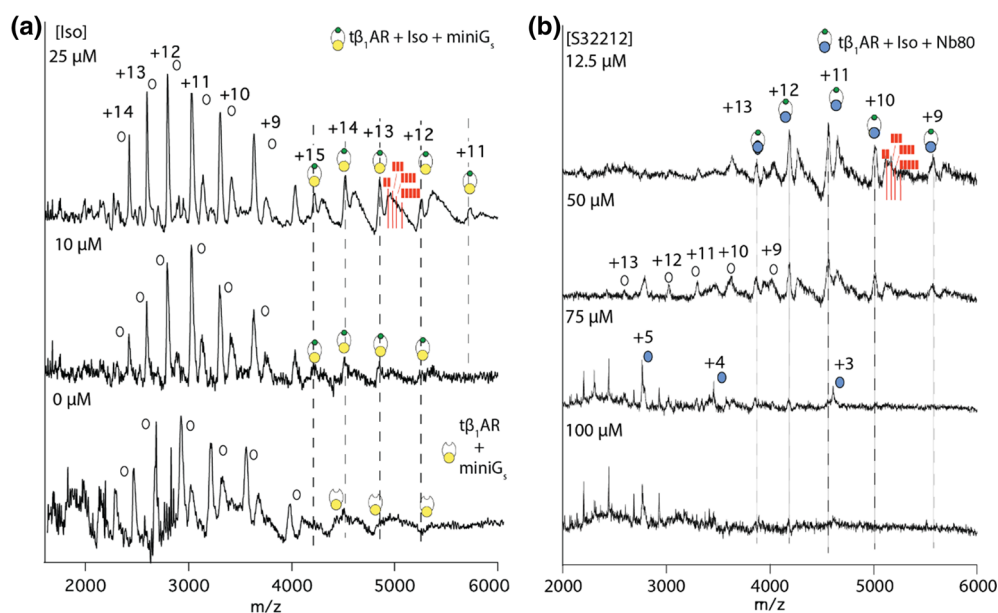 (a)
[Iso]
25 μM
tβ1AR + Iso + miniGs
+14
+13
+12
+11
+10
+9
+15
+14
+13
+12
+11
10 μM
0 μM
tβ1AR
+
miniGs
2000
3000
4000
5000
6000
m/z
(b)
[S32212]
12.5 μM
tβ1AR + Iso + Nb80
+13
+12
+11
+10
+9
50 μM
+13
+12
+11
+10
+9
75 μM
+5
+4
+3
100 μM
2000
3000
4000
5000
6000
m/z